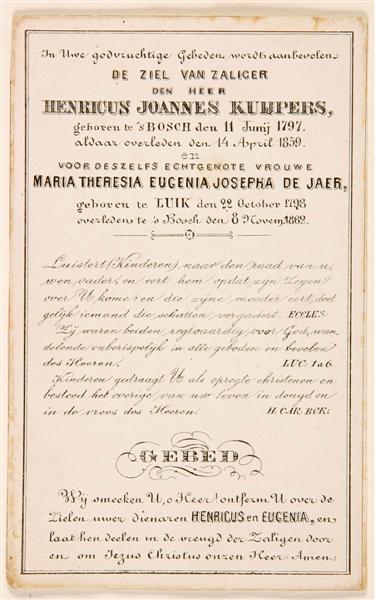 In Uwe godvruchtige Gebeden wordt aanbevolen
DE ZIEL VAN ZALIGER
DEN HEER
HENRICUS JOANNES KUIJPERS,
geboren te 'sBOSCH den 11 Junij 1797.
aldaar overleden den 14 April 1859.
en
VOOR DESZELFS ECHTGENOTE VROUWE
MARIA THERESIA EUGENIA JOSEPHA DE JAER,
geboren te LUIK den 22 October 1798
overleden te 's Bosch den 8 Novem. 1862.
Luistert (Kinderen) naar den raad van u,
wen vader, en eert hem opdat zijn Zegen
over U kome: en die zijne moeder eert, doet
gelijk iemand die schatten vergadert. ECCLES:
Zij waren beiden regtvaardig voor God, wan,
delende onberispelijk in alle geboden en bevelen
des Heeren. LUC. 1 a 6.
Kinderen gedraagt U als opregte christenen en
besteed het overige van uw leven in deugd en
in de vrees des Heeren. H. CAR. BOR:
GEBED
Wij smeeken U, o Heer! ontferm U over de
Zielen uwer dienaren HENRICUS en EUGENIA, en
laat hen deelen in de vreugd der Zaligen door
en om Jezus Christus onzen Heer Amen